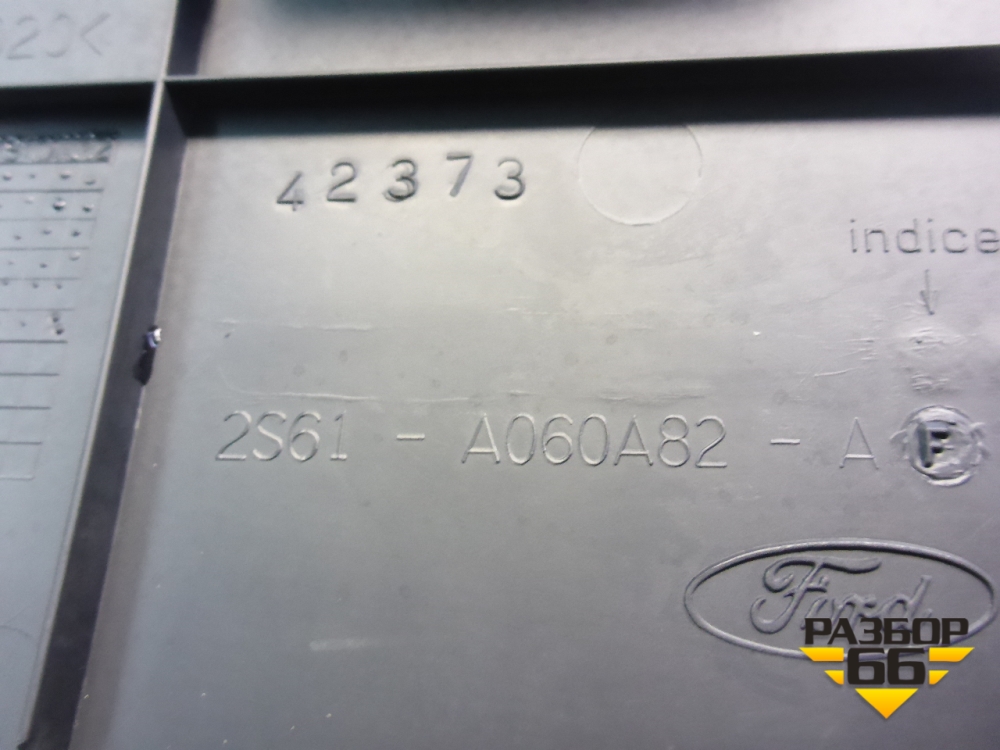 42373
indice
2S61 - A060A82 - A F
Ford
РАЗБОР
66